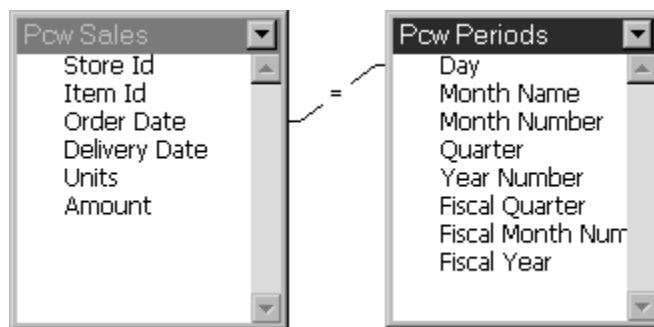 Pcw Sales
Store Id
Item Id
Order Date
Delivery Date
Units
Amount
=
Pcw Periods
Day
Month Name
Month Number
Quarter
Year Number
Fiscal Quarter
Fiscal Month Num
Fiscal Year